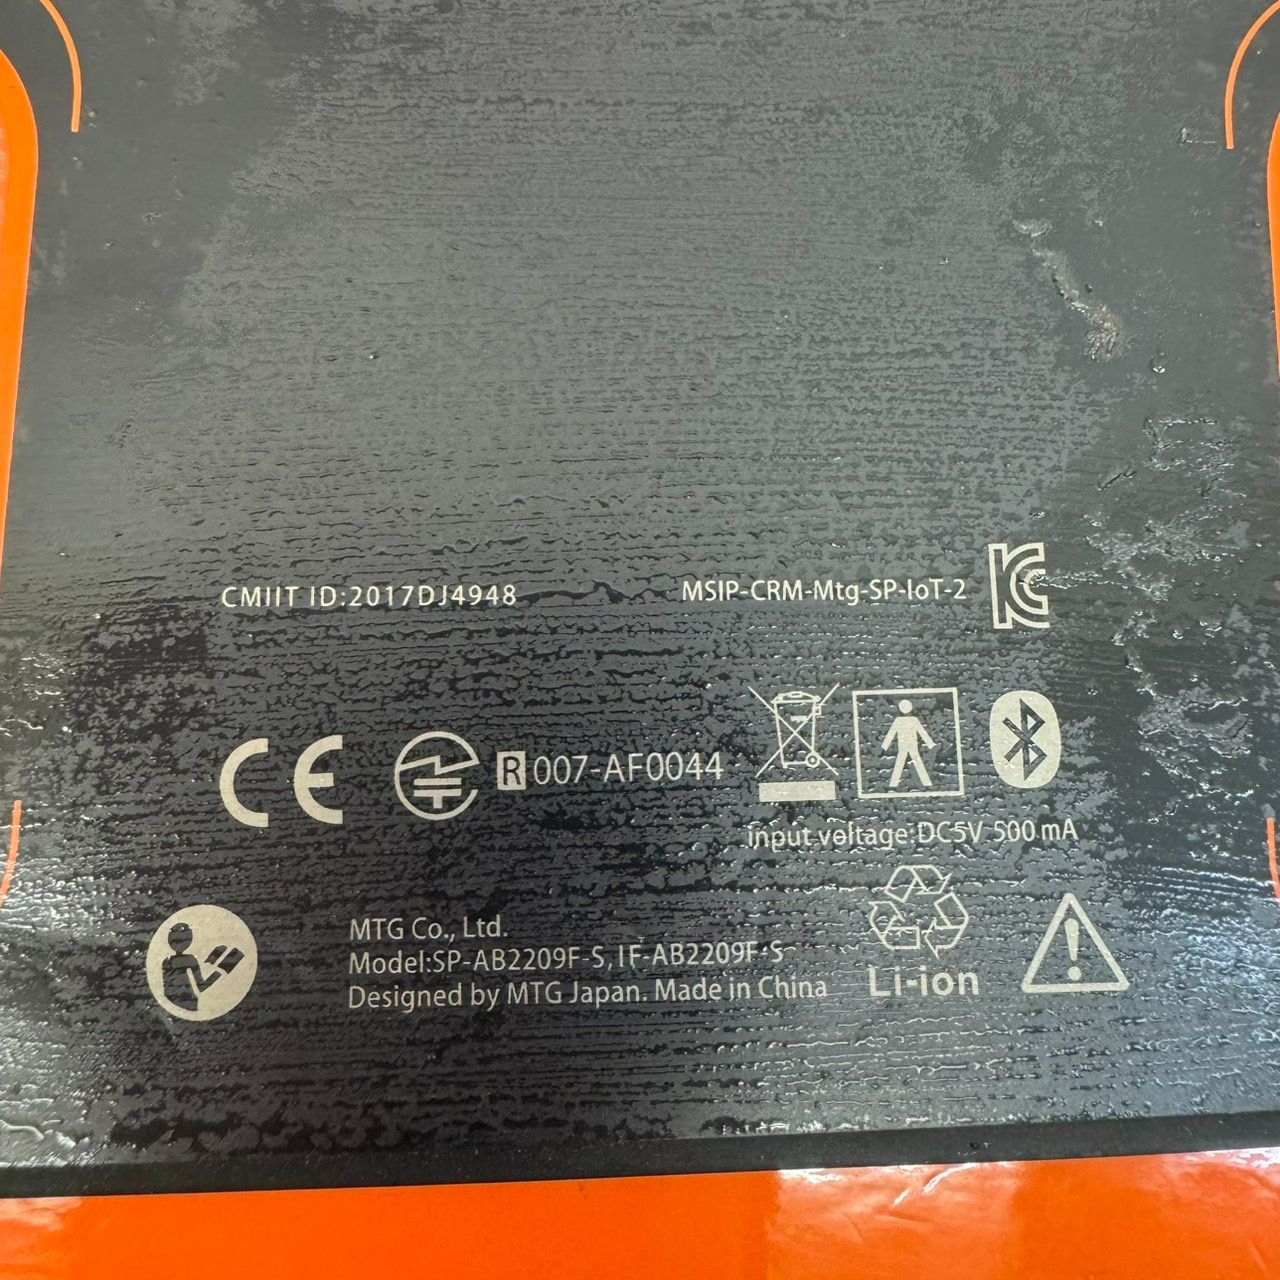 CMIIT ID:2017DJ4948
MSIP-CRM-Mtg-SP-IoT-2
CE
R 007-AF0044
input voltage:DC5V 500 mA
MTG Co., Ltd.
Model:SP-AB2209F-S, IF-AB2209F-S
Designed by MTG Japan. Made in China
Li-ion